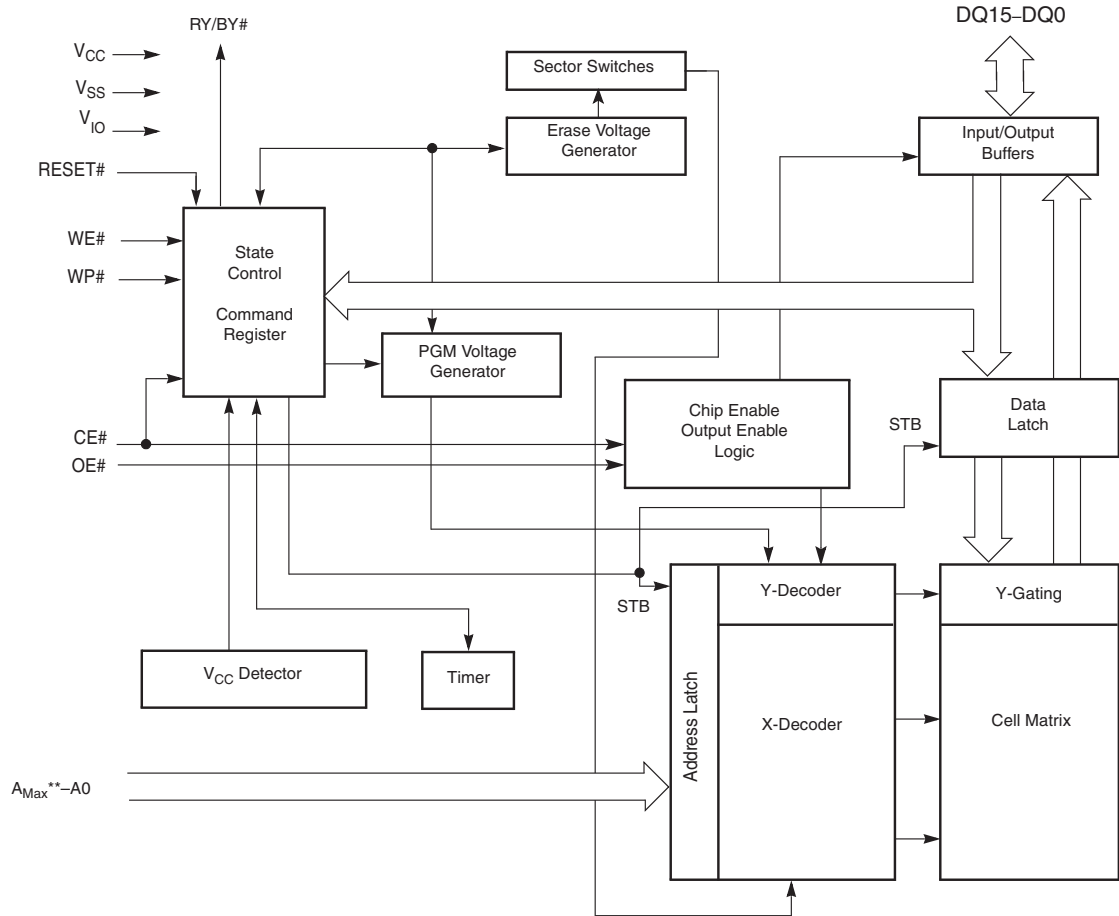 RY/BY#
DQ15–DQ0
VCC
VSS
VIO
RESET#
WE#
WP#
CE#
OE#
Sector Switches
Erase Voltage
Generator
Input/Output
Buffers
State
Control
Command
Register
PGM Voltage
Generator
Chip Enable
Output Enable
Logic
STB
Data
Latch
STB
Y-Decoder
Y-Gating
VCC Detector
Timer
Address Latch
X-Decoder
Cell Matrix
AMax**–A0